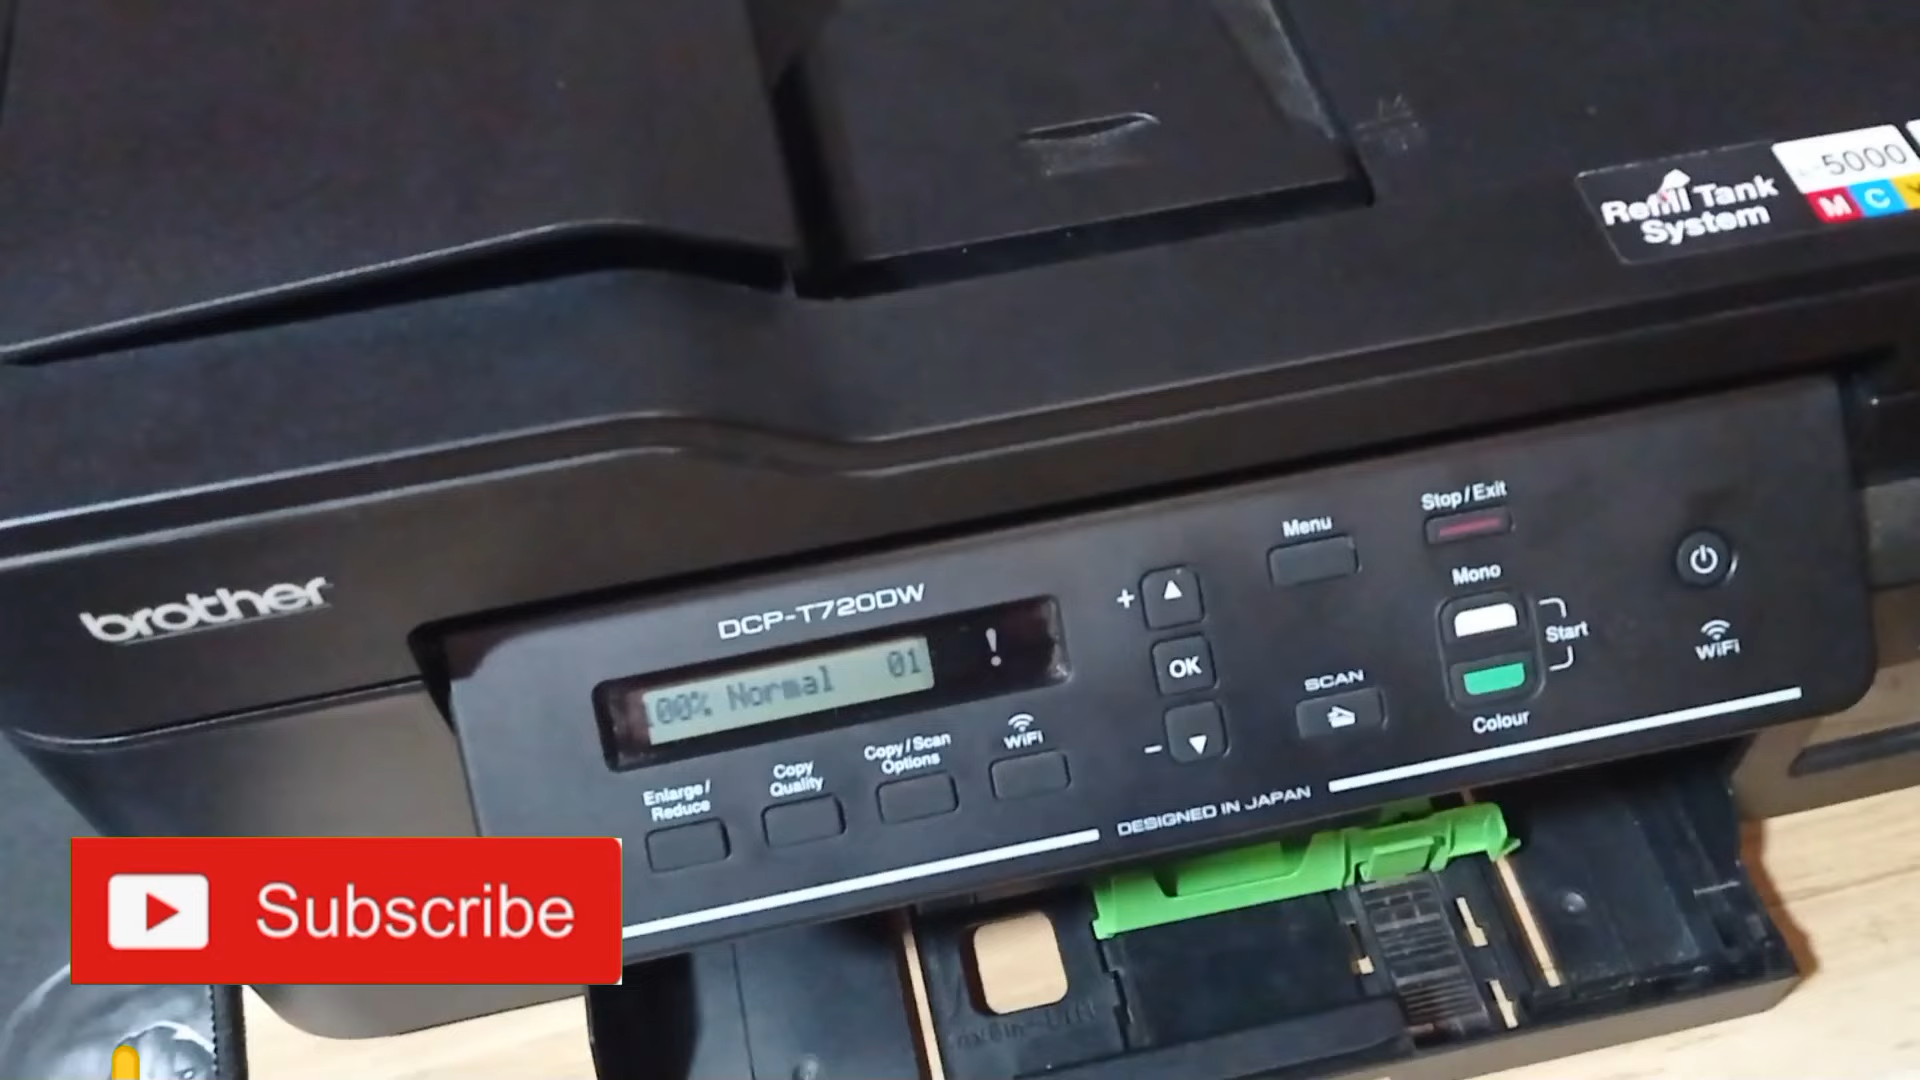 5000
Refill Tank
System
M C Y
brother
DCP-T720DW
100% Normal 01
!
Enlarge/
Reduce
Copy
Quality
Copy/Scan
Options
WiFi
+
OK
−
Menu
SCAN
Stop/Exit
Mono
Start
Colour
WiFi
DESIGNED IN JAPAN
Subscribe